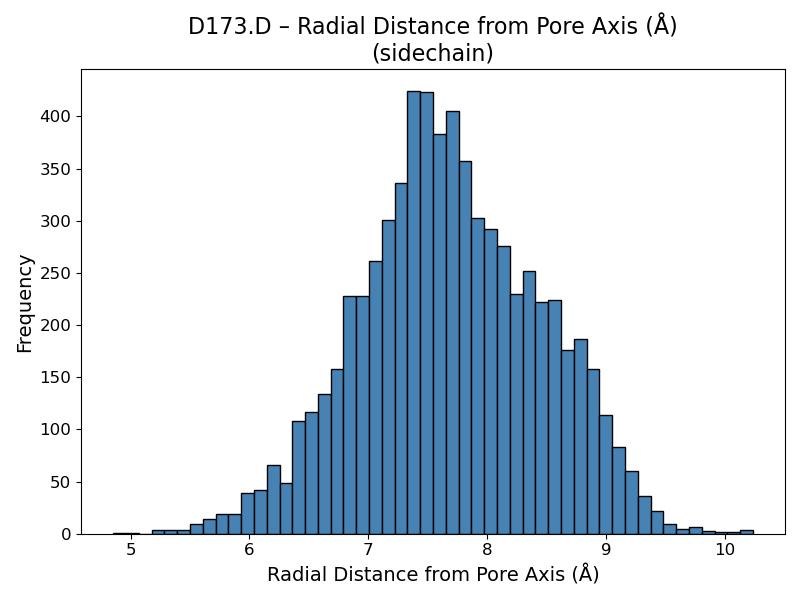 D173.D – Radial Distance from Pore Axis (Å)
(sidechain)
400
350
300
250
200
150
100
50
0
Frequency
5 6 7 8 9 10
Radial Distance from Pore Axis (Å)